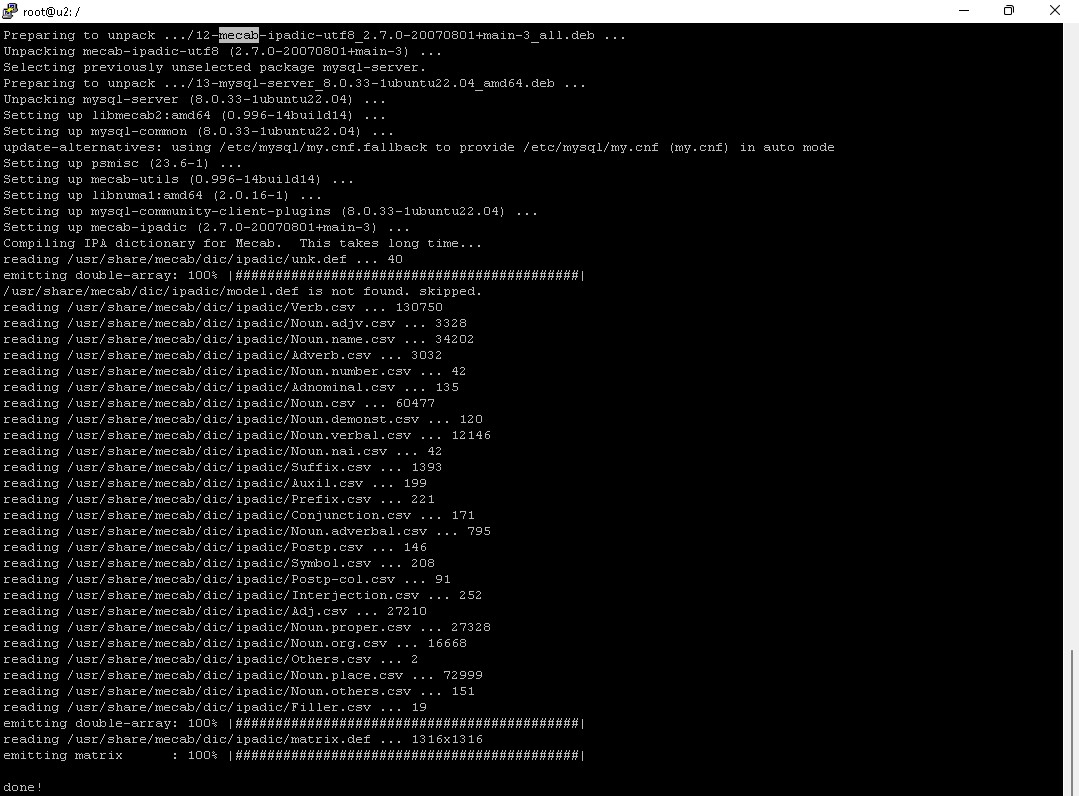 root@u2: /
Preparing to unpack .../12-mecab-ipadic-utf8_2.7.0-20070801+main-3_all.deb ...
Unpacking mecab-ipadic-utf8 (2.7.0-20070801+main-3) ...
Selecting previously unselected package mysql-server.
Preparing to unpack .../13-mysql-server_8.0.33-1ubuntu22.04_amd64.deb ...
Unpacking mysql-server (8.0.33-1ubuntu22.04) ...
Setting up libmecab2:amd64 (0.996-14build14) ...
Setting up mysql-common (8.0.33-1ubuntu22.04) ...
update-alternatives: using /etc/mysql/my.cnf.fallback to provide /etc/mysql/my.cnf (my.cnf) in auto mode
Setting up psmisc (23.6-1) ...
Setting up mecab-utils (0.996-14build14) ...
Setting up libnuma1:amd64 (2.0.16-1) ...
Setting up mysql-community-client-plugins (8.0.33-1ubuntu22.04) ...
Setting up mecab-ipadic (2.7.0-20070801+main-3) ...
Compiling IPA dictionary for Mecab.  This takes long time...
reading /usr/share/mecab/dic/ipadic/unk.def ... 40
emitting double-array: 100% |###########################################|
/usr/share/mecab/dic/ipadic/model.def is not found. skipped.
reading /usr/share/mecab/dic/ipadic/Verb.csv ... 130750
reading /usr/share/mecab/dic/ipadic/Noun.adjv.csv ... 3328
reading /usr/share/mecab/dic/ipadic/Noun.name.csv ... 34202
reading /usr/share/mecab/dic/ipadic/Adverb.csv ... 3032
reading /usr/share/mecab/dic/ipadic/Noun.number.csv ... 42
reading /usr/share/mecab/dic/ipadic/Adnominal.csv ... 135
reading /usr/share/mecab/dic/ipadic/Noun.csv ... 60477
reading /usr/share/mecab/dic/ipadic/Noun.demonst.csv ... 120
reading /usr/share/mecab/dic/ipadic/Noun.verbal.csv ... 12146
reading /usr/share/mecab/dic/ipadic/Noun.nai.csv ... 42
reading /usr/share/mecab/dic/ipadic/Suffix.csv ... 1393
reading /usr/share/mecab/dic/ipadic/Auxil.csv ... 199
reading /usr/share/mecab/dic/ipadic/Prefix.csv ... 221
reading /usr/share/mecab/dic/ipadic/Conjunction.csv ... 171
reading /usr/share/mecab/dic/ipadic/Noun.adverbal.csv ... 795
reading /usr/share/mecab/dic/ipadic/Postp.csv ... 146
reading /usr/share/mecab/dic/ipadic/Symbol.csv ... 208
reading /usr/share/mecab/dic/ipadic/Postp-col.csv ... 91
reading /usr/share/mecab/dic/ipadic/Interjection.csv ... 252
reading /usr/share/mecab/dic/ipadic/Adj.csv ... 27210
reading /usr/share/mecab/dic/ipadic/Noun.proper.csv ... 27328
reading /usr/share/mecab/dic/ipadic/Noun.org.csv ... 16668
reading /usr/share/mecab/dic/ipadic/Others.csv ... 2
reading /usr/share/mecab/dic/ipadic/Noun.place.csv ... 72999
reading /usr/share/mecab/dic/ipadic/Noun.others.csv ... 151
reading /usr/share/mecab/dic/ipadic/Filler.csv ... 19
emitting double-array: 100% |###########################################|
reading /usr/share/mecab/dic/ipadic/matrix.def ... 1316x1316
emitting matrix      : 100% |###########################################|
done!